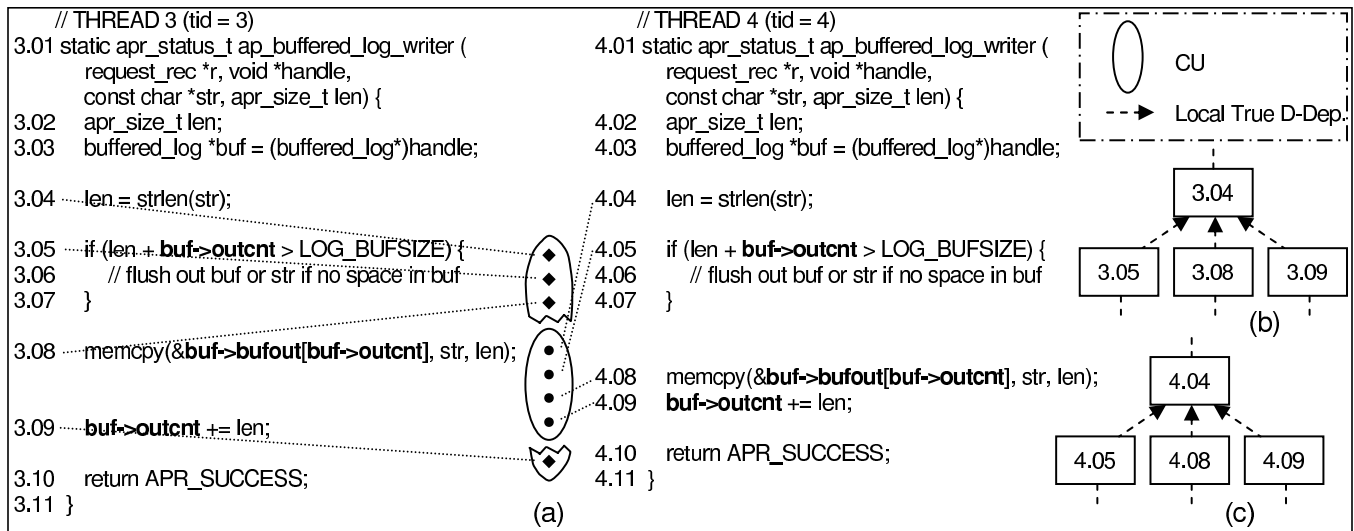 // THREAD 3 (tid = 3)
3.01 static apr_status_t ap_buffered_log_writer (
request_rec *r, void *handle,
const char *str, apr_size_t len) {
3.02 apr_size_t len;
3.03 buffered_log *buf = (buffered_log*)handle;
3.04 len = strlen(str);
3.05 if (len + buf->outcnt > LOG_BUFSIZE) {
3.06 // flush out buf or str if no space in buf
3.07 }
3.08 memcpy(&buf->bufout[buf->outcnt], str, len);
3.09 buf->outcnt += len;
3.10 return APR_SUCCESS;
3.11 }
(a)
// THREAD 4 (tid = 4)
4.01 static apr_status_t ap_buffered_log_writer (
request_rec *r, void *handle,
const char *str, apr_size_t len) {
4.02 apr_size_t len;
4.03 buffered_log *buf = (buffered_log*)handle;
4.04 len = strlen(str);
4.05 if (len + buf->outcnt > LOG_BUFSIZE) {
4.06 // flush out buf or str if no space in buf
4.07 }
4.08 memcpy(&buf->bufout[buf->outcnt], str, len);
4.09 buf->outcnt += len;
4.10 return APR_SUCCESS;
4.11 }
CU
Local True D-Dep.
3.04
3.05 3.08 3.09
(b)
4.04
4.05 4.08 4.09
(c)